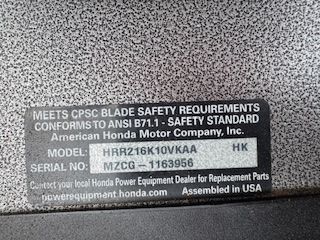 MEETS CPSC BLADE SAFETY REQUIREMENTS
CONFORMS TO ANSI B71.1 - SAFETY STANDARD
American Honda Motor Company, Inc.
MODEL: HRR216K10VKAA HK
SERIAL NO: MZCG-1163956
Contact your local Honda Power Equipment Dealer for Replacement Parts
powerequipment.honda.com Assembled in USA